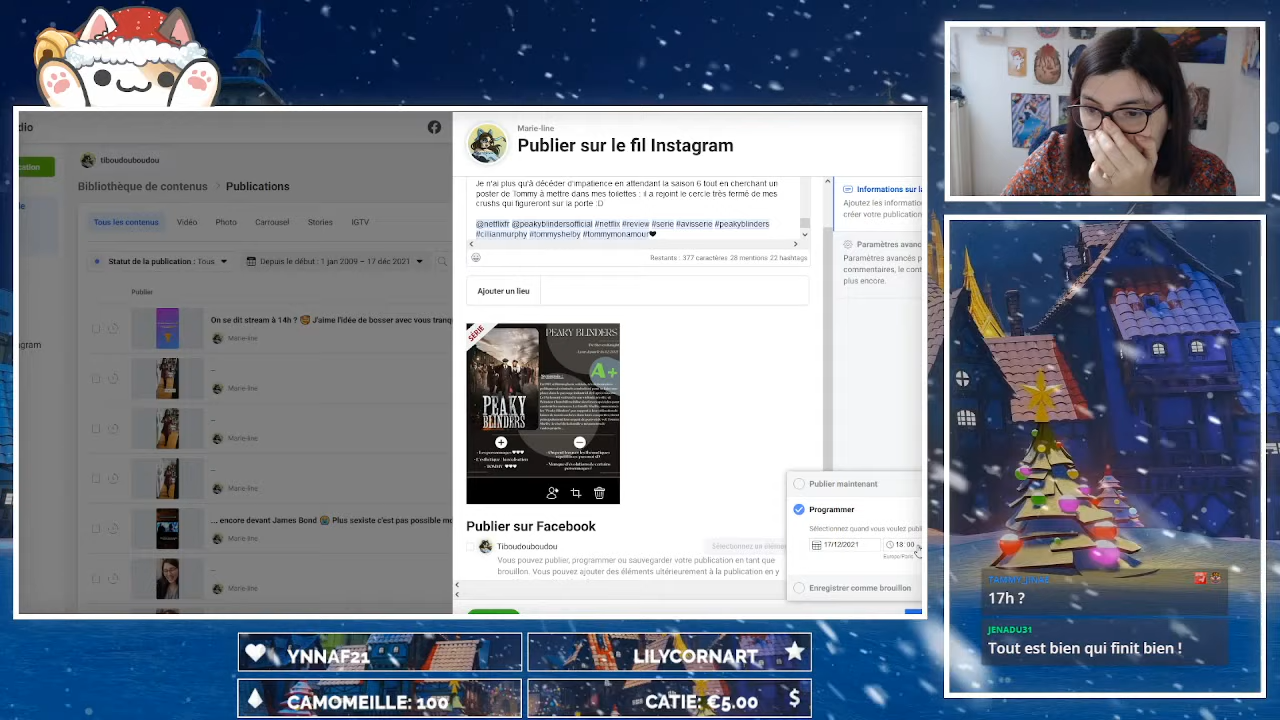 dio
cation
tiboudouboudou
Bibliothèque de contenus > Publications
Tous les contenus Vidéo Photo Carrousel Stories IGTV
Statut de la publication : Tous
Depuis le début : 1 jan 2009 – 17 déc 2021
Publier
On se dit stream à 14h ? 🥰 J'aime l'idée de bosser avec vous tranq
Marie-line
--
Marie-line
--
Marie-line
--
Marie-line
... encore devant James Bond 😭 Plus sexiste c'est pas possible mo
Marie-line
Marie-line
agram
Marie-line
Publier sur le fil Instagram
Je n'ai plus qu'à décéder d'impatience en attendant la saison 6 tout en cherchant un
poster de Tommy à mettre dans mes toilettes : il a rejoint le cercle très fermé de mes
crushs qui figureront sur la porte :D
@netflixfr @peakyblindersofficial #netflix #review #serie #avisserie #peakyblinders
#cillianmurphy #tommyshelby #tommymonamour🖤
Restants : 377 caractères 28 mentions 22 hashtags
Ajouter un lieu
SÉRIE
PEAKY BLINDERS
A+
PEAKY
BLINDERS
Publier sur Facebook
Tiboudouboudou
Sélectionnez un élémen
Vous pouvez publier, programmer ou sauvegarder votre publication en tant que
brouillon. Vous pouvez ajouter des éléments ultérieurement à la publication en y
Informations sur la
Ajoutez les information
créer votre publication
Paramètres avanc
Paramètres avancés p
commentaires, le cont
plus encore.
Publier maintenant
Programmer
Sélectionnez quand vous voulez publ
17/12/2021
18: 00
Europe/Paris
Enregistrer comme brouillon
17h ?
JENADU31
Tout est bien qui finit bien !
YNNAF21
LILYCORNART
CAMOMEILLE: 100
CATIE: €5.00
$